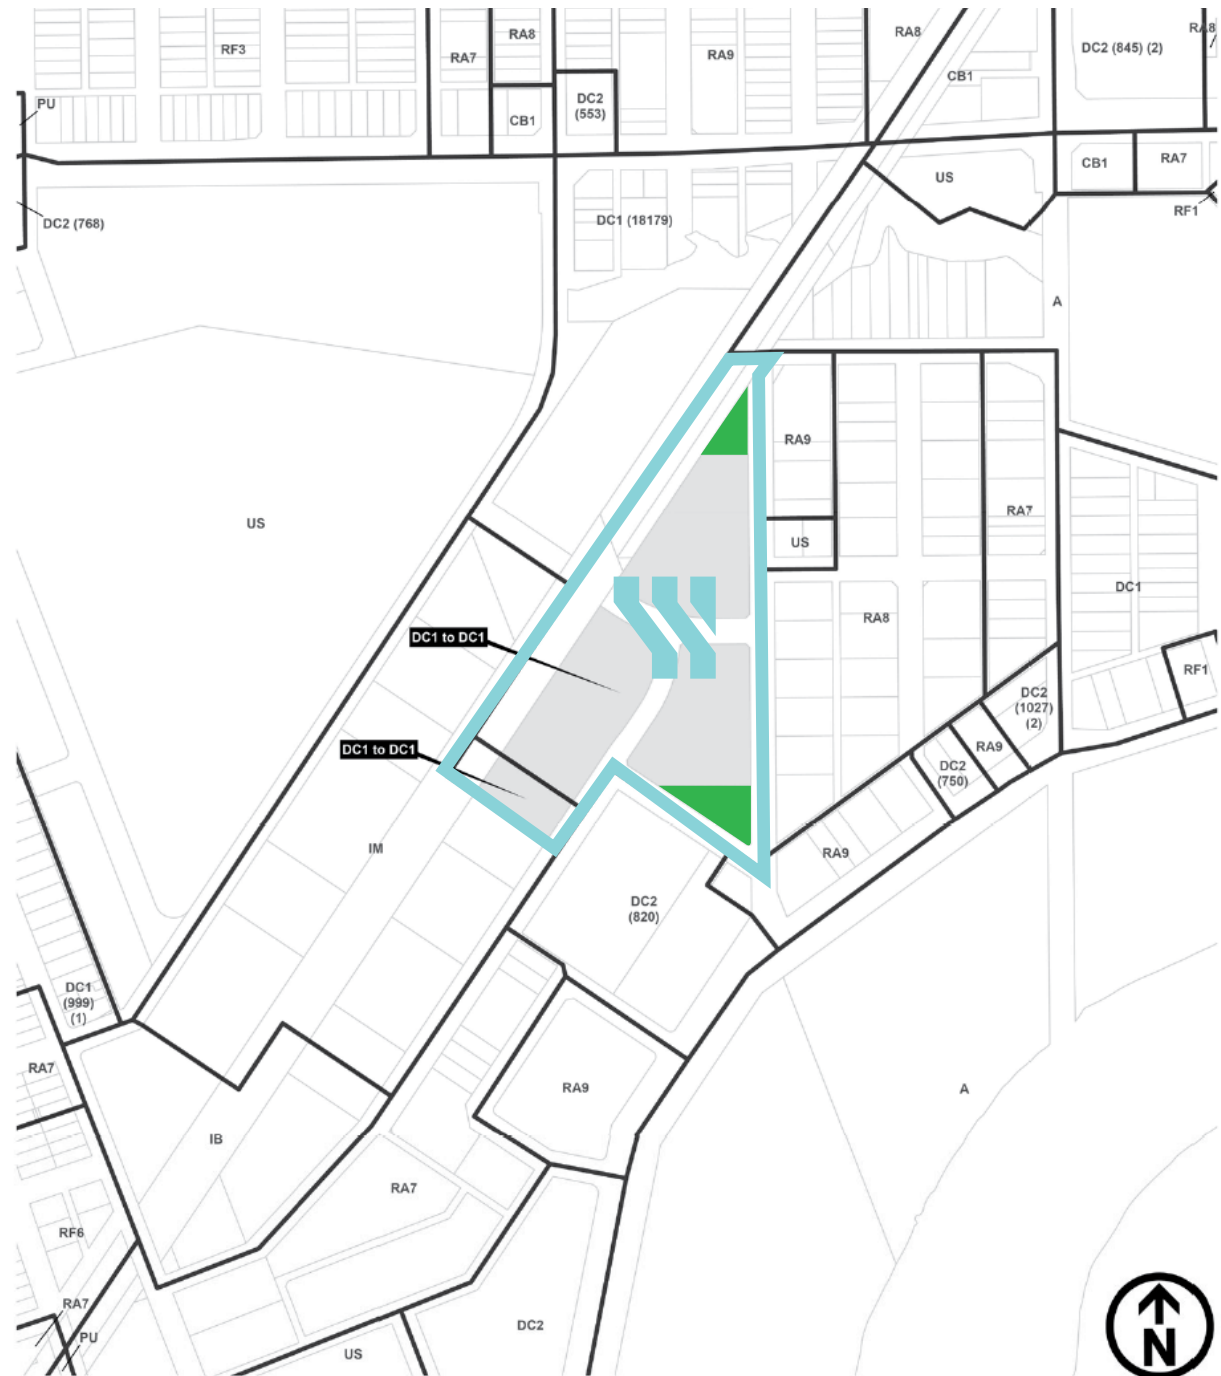 RF3
RA7
RA8
RA9
RA8
CB1
DC2 (845) (2)
RA8
PU
CB1
DC2
(553)
US
CB1
RA7
RF1
DC2 (768)
DC1 (18179)
A
RA9
US
US
RA7
DC1
RA8
DC1 to DC1
RF1
DC2
(1027)
(2)
RA9
DC2
(750)
DC1 to DC1
IM
RA9
DC2
(820)
DC1
(999)
(1)
RA7
RA9
A
IB
RA7
RF6
RA7
PU
US
DC2
N